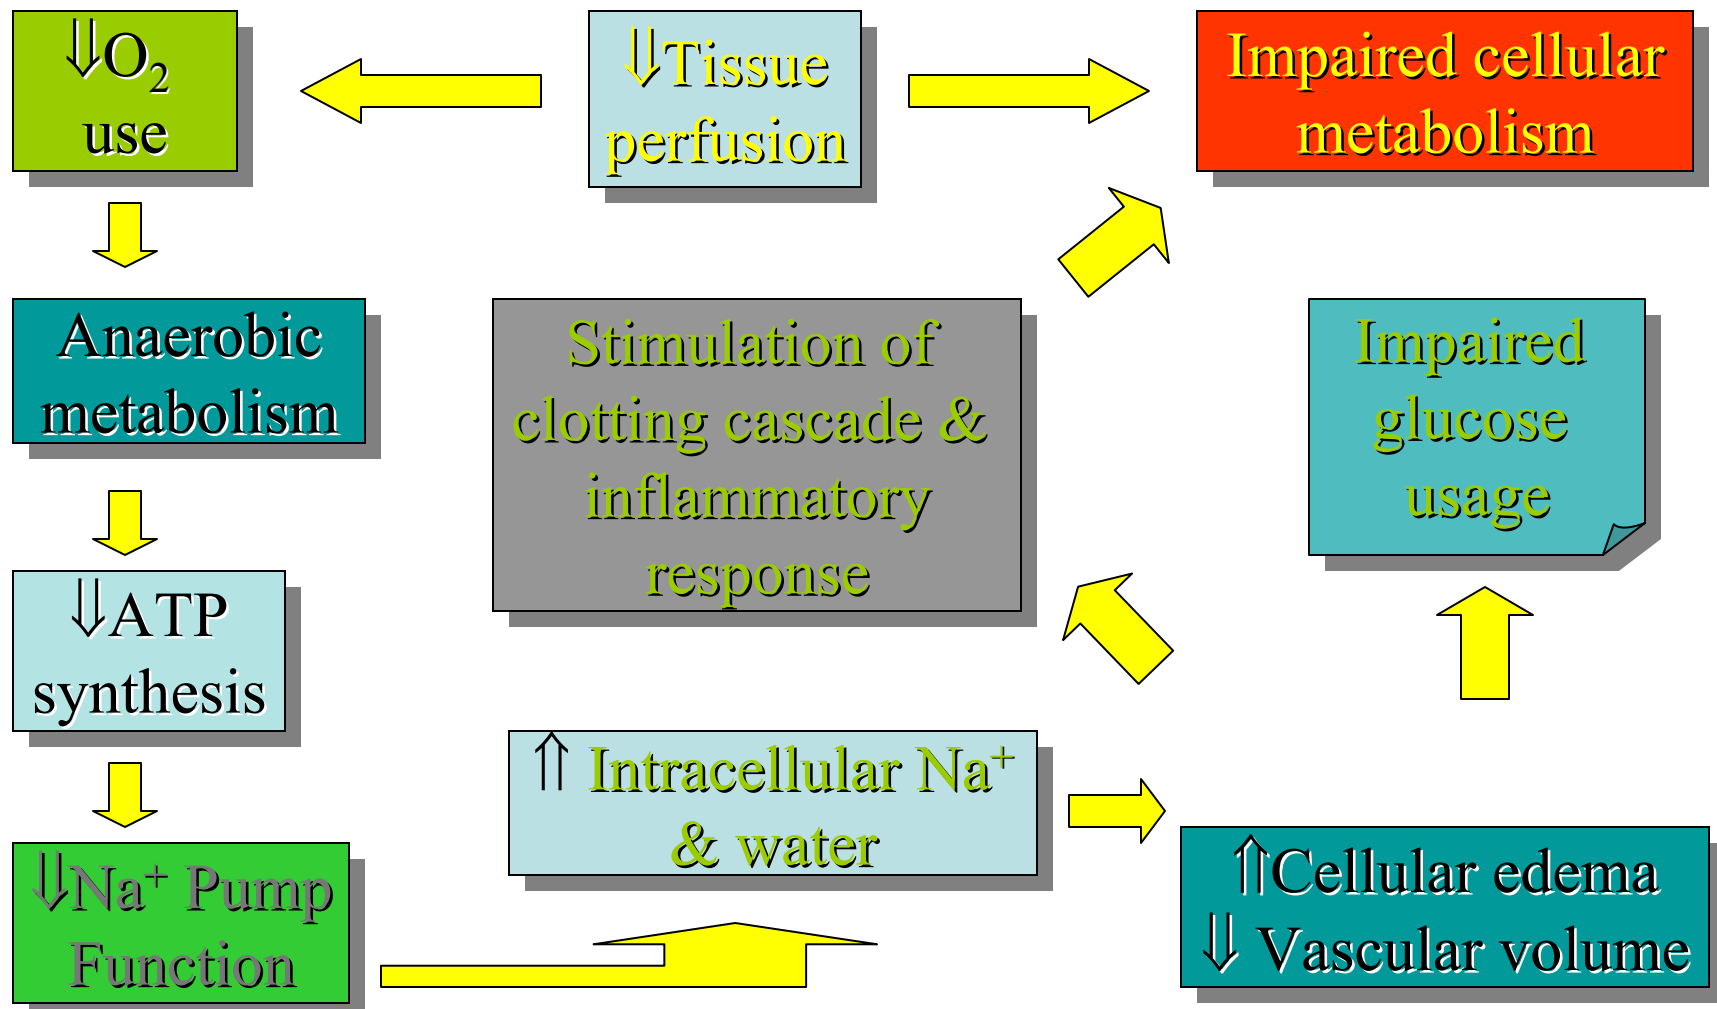 ⇓O₂
use
⇓Tissue
perfusion
Impaired cellular
metabolism
Anaerobic
metabolism
Stimulation of
clotting cascade &
inflammatory
response
Impaired
glucose
usage
⇓ATP
synthesis
⇑ Intracellular Na⁺
& water
⇓Na⁺ Pump
Function
⇑Cellular edema
⇓ Vascular volume